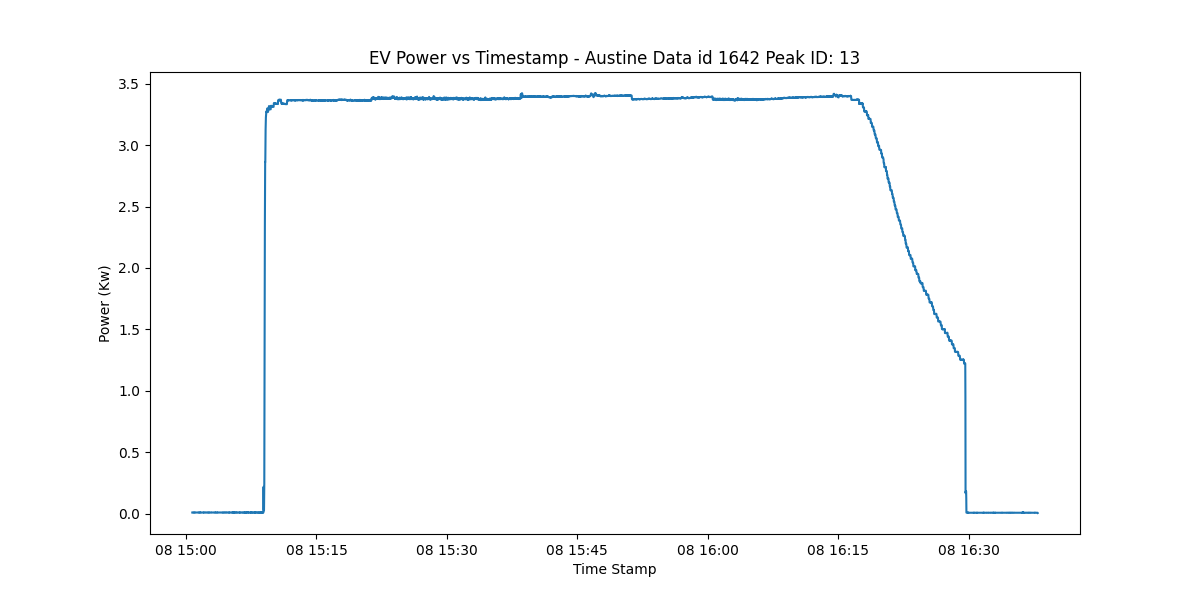 EV Power vs Timestamp - Austine Data id 1642 Peak ID: 13
3.5
3.0
2.5
2.0
1.5
1.0
0.5
0.0
Power (Kw)
08 15:00 08 15:15 08 15:30 08 15:45 08 16:00 08 16:15 08 16:30
Time Stamp